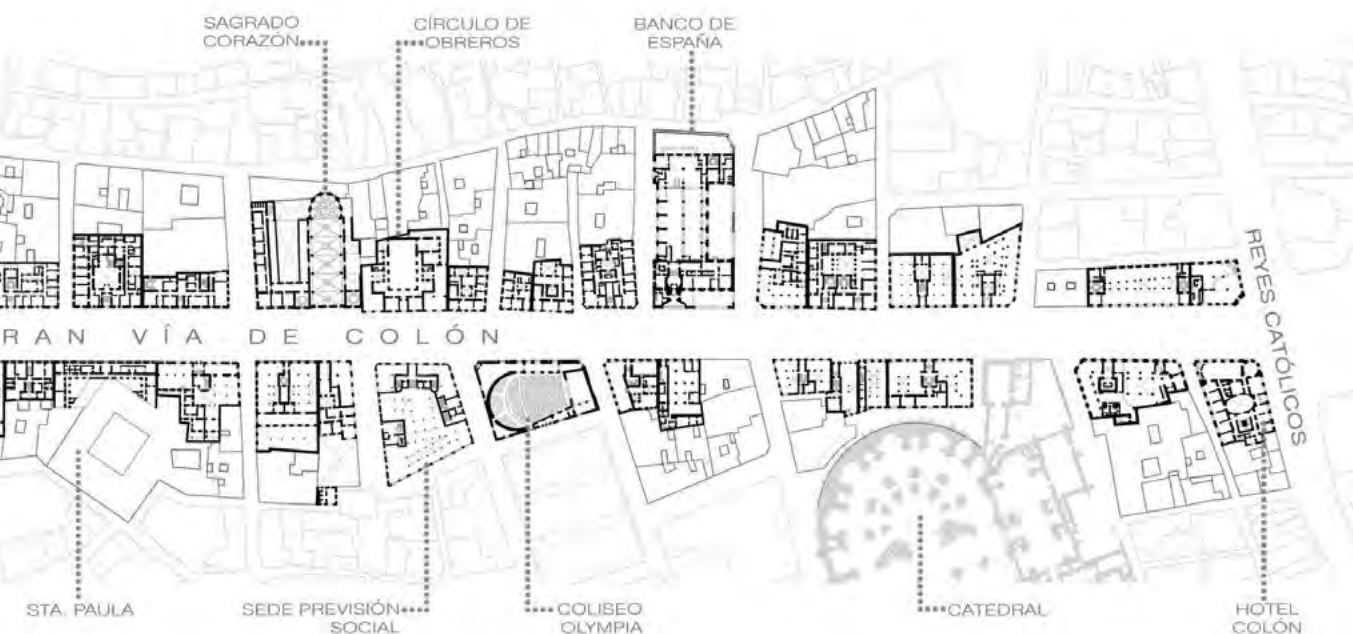 SAGRADO
CORAZÓN
CÍRCULO DE
OBREROS
BANCO DE
ESPAÑA
RAN VÍA DE COLÓN
REYES CATÓLICOS
STA. PAULA
SEDE PREVISIÓN
SOCIAL
COLISEO
OLYMPIA
CATEDRAL
HOTEL
COLÓN